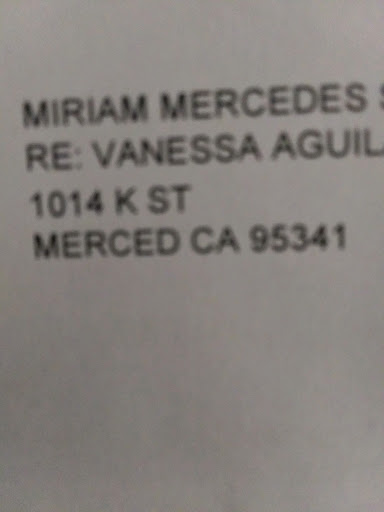 MIRIAM MERCEDES
RE: VANESSA
1014 K ST
MERCED CA 95341